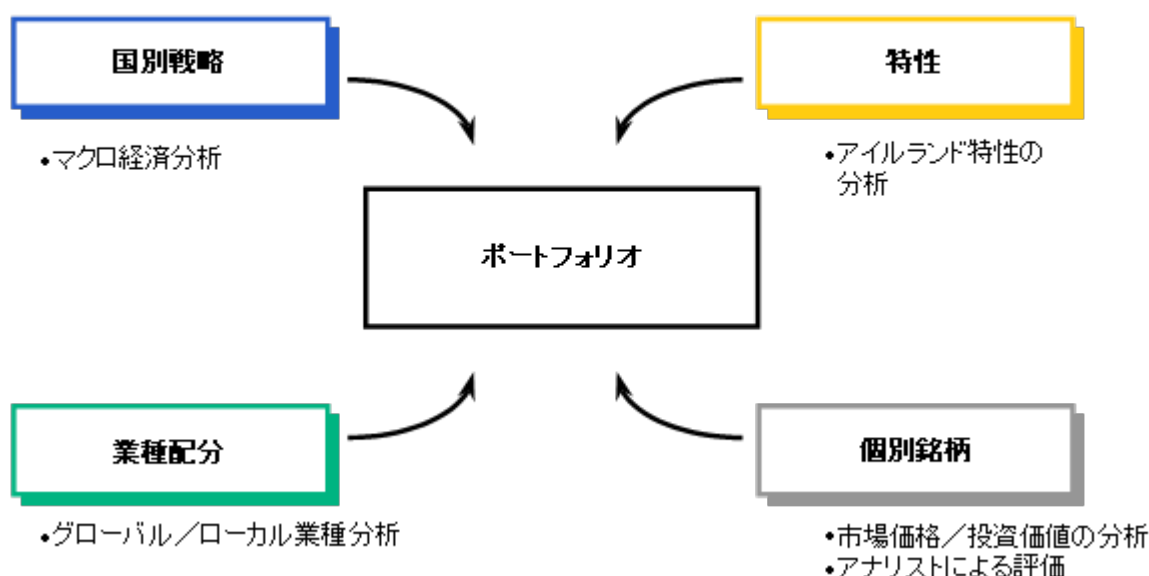 国別戦略
・マクロ経済分析
特性
・アイルランド特性の
分析
ポートフォリオ
業種配分
・グローバル／ローカル業種分析
個別銘柄
・市場価格／投資価値の分析
・アナリストによる評価